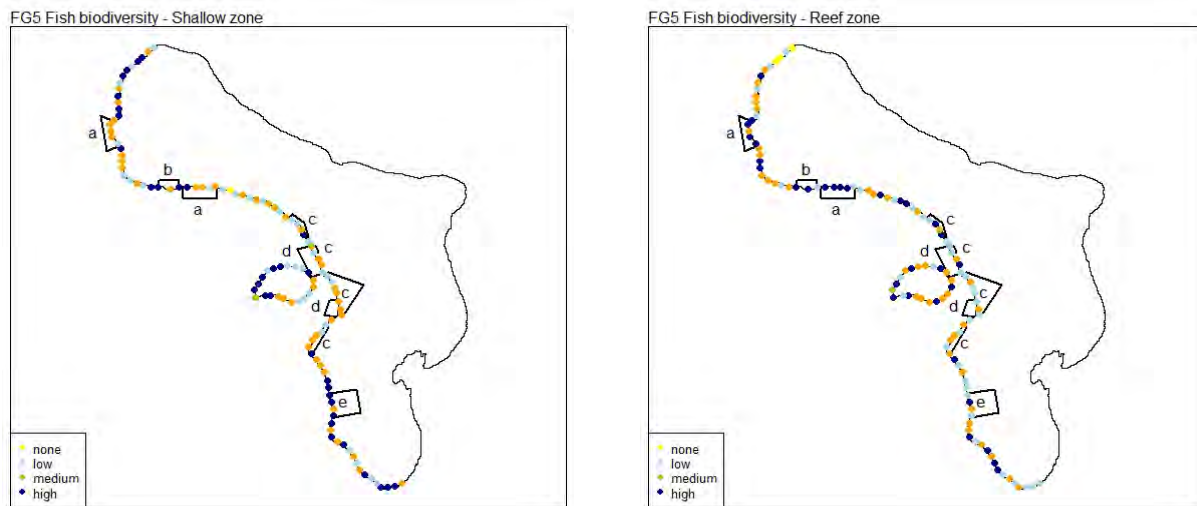 FG5 Fish biodiversity - Shallow zone
a
b
a
c
c
d
c
d
c
e
none
low
medium
high
FG5 Fish biodiversity - Reef zone
a
b
a
c
c
d
c
d
c
e
none
low
medium
high